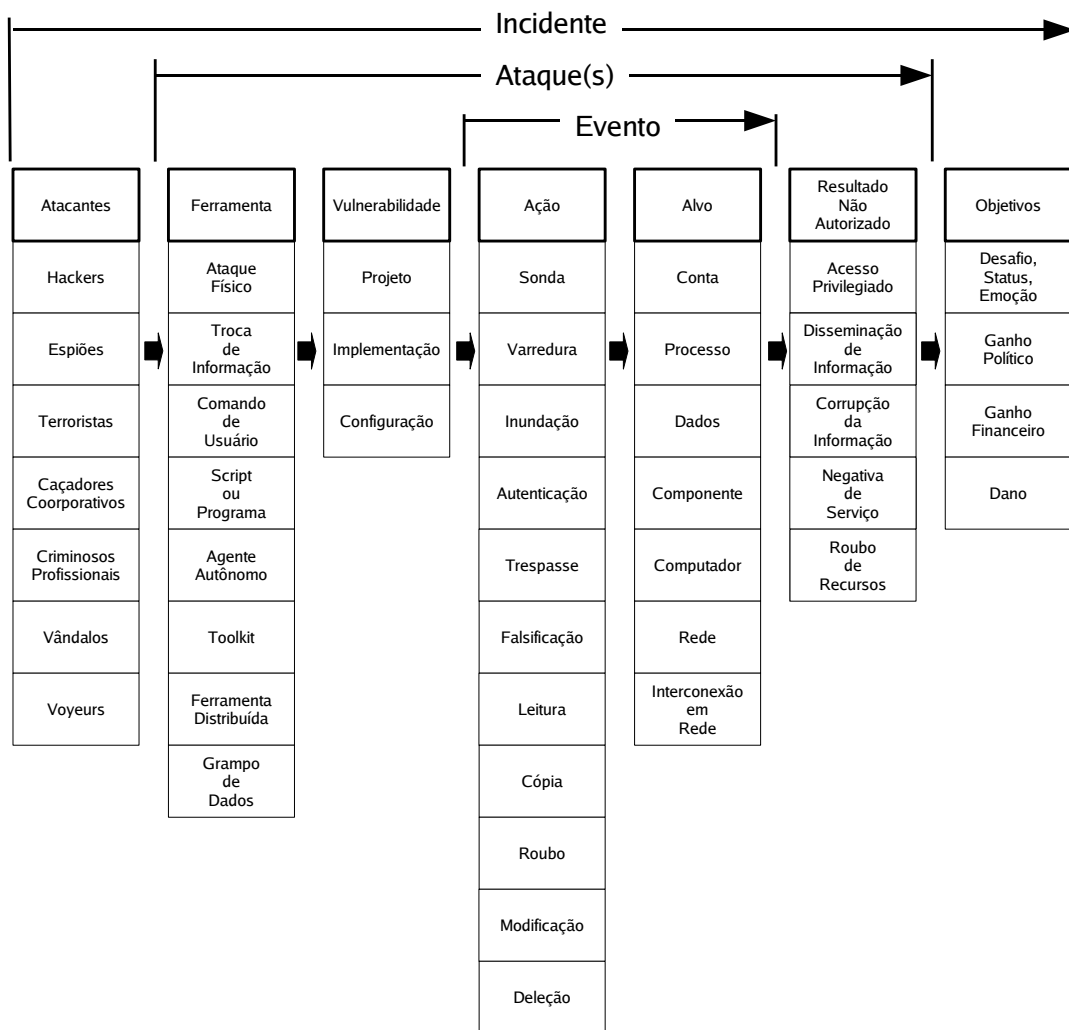 Incidente
Ataque(s)
Evento
Atacantes
Hackers
Espiões
Terroristas
Caçadores
Coorporativos
Criminosos
Profissionais
Vândalos
Voyeurs
Ferramenta
Ataque
Físico
Troca
de
Informação
Comando
de
Usuário
Script
ou
Programa
Agente
Autônomo
Toolkit
Ferramenta
Distribuída
Grampo
de
Dados
Vulnerabilidade
Projeto
Implementação
Configuração
Ação
Sonda
Varredura
Inundação
Autenticação
Trespasse
Falsificação
Leitura
Cópia
Roubo
Modificação
Deleção
Alvo
Conta
Processo
Dados
Componente
Computador
Rede
Interconexão
em
Rede
Resultado
Não
Autorizado
Acesso
Privilegiado
Disseminação
de
Informação
Corrupção
da
Informação
Negativa
de
Serviço
Roubo
de
Recursos
Objetivos
Desafio,
Status,
Emoção
Ganho
Político
Ganho
Financeiro
Dano